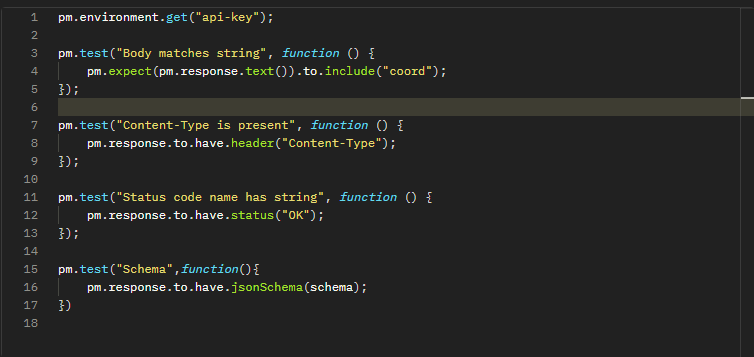 1 pm.environment.get("api-key");
2
3 pm.test("Body matches string", function () {
4     pm.expect(pm.response.text()).to.include("coord");
5 });
6
7 pm.test("Content-Type is present", function () {
8     pm.response.to.have.header("Content-Type");
9 });
10
11 pm.test("Status code name has string", function () {
12     pm.response.to.have.status("OK");
13 });
14
15 pm.test("Schema",function(){
16     pm.response.to.have.jsonSchema(schema);
17 })
18